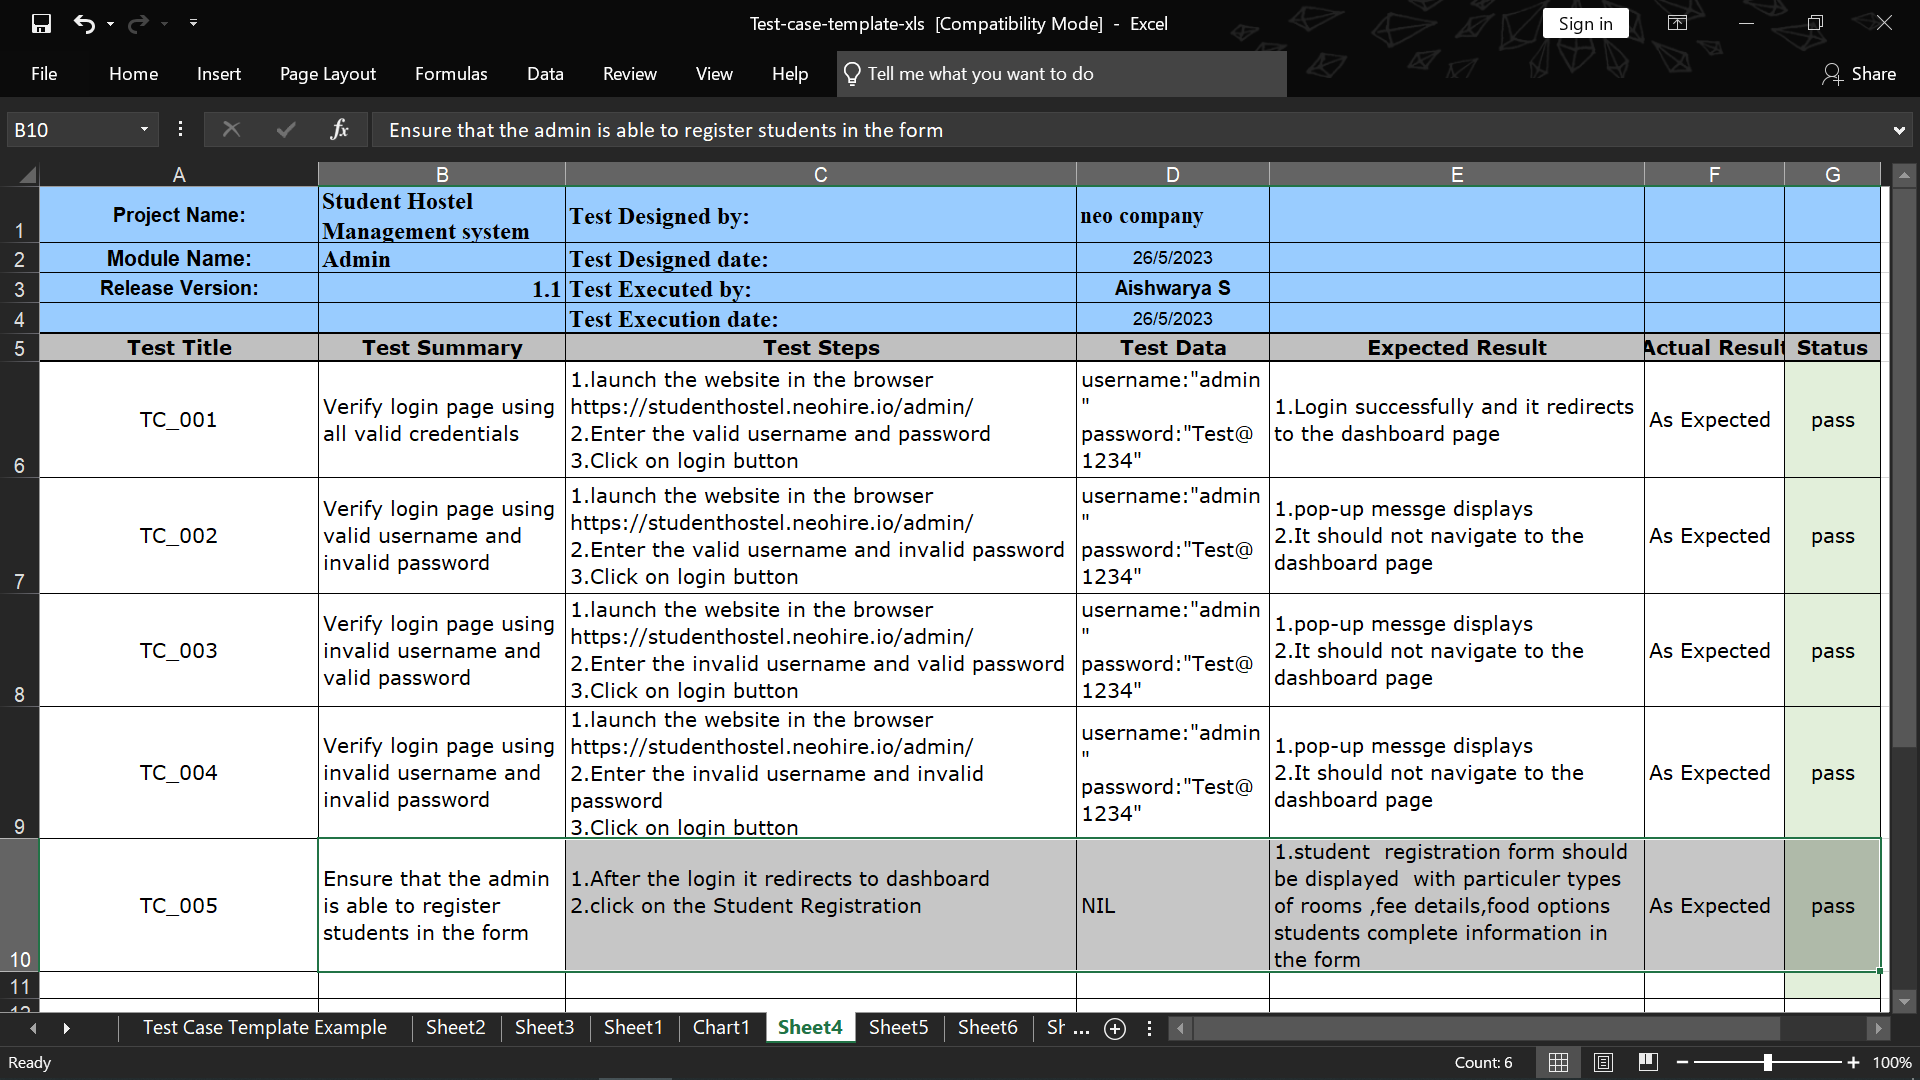 Test-case-template-xls [Compatibility Mode] - Excel
Sign in
File Home Insert Page Layout Formulas Data Review View Help Tell me what you want to do Share
B10 fx Ensure that the admin is able to register students in the form
A B C D E F G
1
Project Name:
Student Hostel
Management system
Test Designed by:
neo company
2 Module Name: Admin Test Designed date: 26/5/2023
3 Release Version: 1.1 Test Executed by: Aishwarya S
4 Test Execution date: 26/5/2023
5 Test Title Test Summary Test Steps Test Data Expected Result Actual Result Status
6
TC_001
Verify login page using
all valid credentials
1.launch the website in the browser
https://studenthostel.neohire.io/admin/
2.Enter the valid username and password
3.Click on login button
username:"admin
"
password:"Test@
1234"
1.Login successfully and it redirects
to the dashboard page
As Expected
pass
7
TC_002
Verify login page using
valid username and
invalid password
1.launch the website in the browser
https://studenthostel.neohire.io/admin/
2.Enter the valid username and invalid password
3.Click on login button
username:"admin
"
password:"Test@
1234"
1.pop-up messge displays
2.It should not navigate to the
dashboard page
As Expected
pass
8
TC_003
Verify login page using
invalid username and
valid password
1.launch the website in the browser
https://studenthostel.neohire.io/admin/
2.Enter the invalid username and valid password
3.Click on login button
username:"admin
"
password:"Test@
1234"
1.pop-up messge displays
2.It should not navigate to the
dashboard page
As Expected
pass
9
TC_004
Verify login page using
invalid username and
invalid password
1.launch the website in the browser
https://studenthostel.neohire.io/admin/
2.Enter the invalid username and invalid
password
3.Click on login button
username:"admin
"
password:"Test@
1234"
1.pop-up messge displays
2.It should not navigate to the
dashboard page
As Expected
pass
10
TC_005
Ensure that the admin
is able to register
students in the form
1.After the login it redirects to dashboard
2.click on the Student Registration
NIL
1.student  registration form should
be displayed  with particuler types
of rooms ,fee details,food options
students complete information in
the form
As Expected
pass
11
Test Case Template Example Sheet2 Sheet3 Sheet1 Chart1 Sheet4 Sheet5 Sheet6 Sh ...
Ready Count: 6 100%